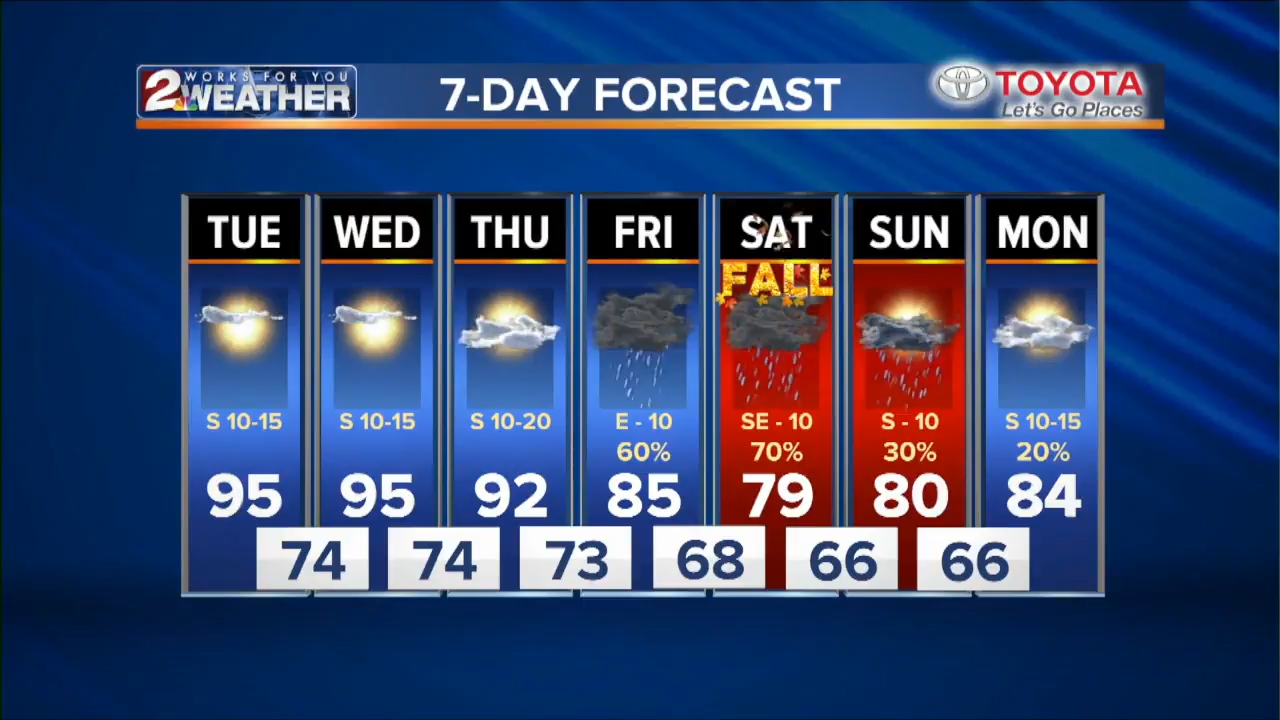 2 WORKS FOR YOU
WEATHER
7-DAY FORECAST
TOYOTA
Let's Go Places
TUE WED THU FRI SAT SUN MON
FALL
S 10-15 S 10-15 S 10-20 E - 10 SE - 10 S - 10 S 10-15
60% 70% 30% 20%
95 95 92 85 79 80 84
74 74 73 68 66 66